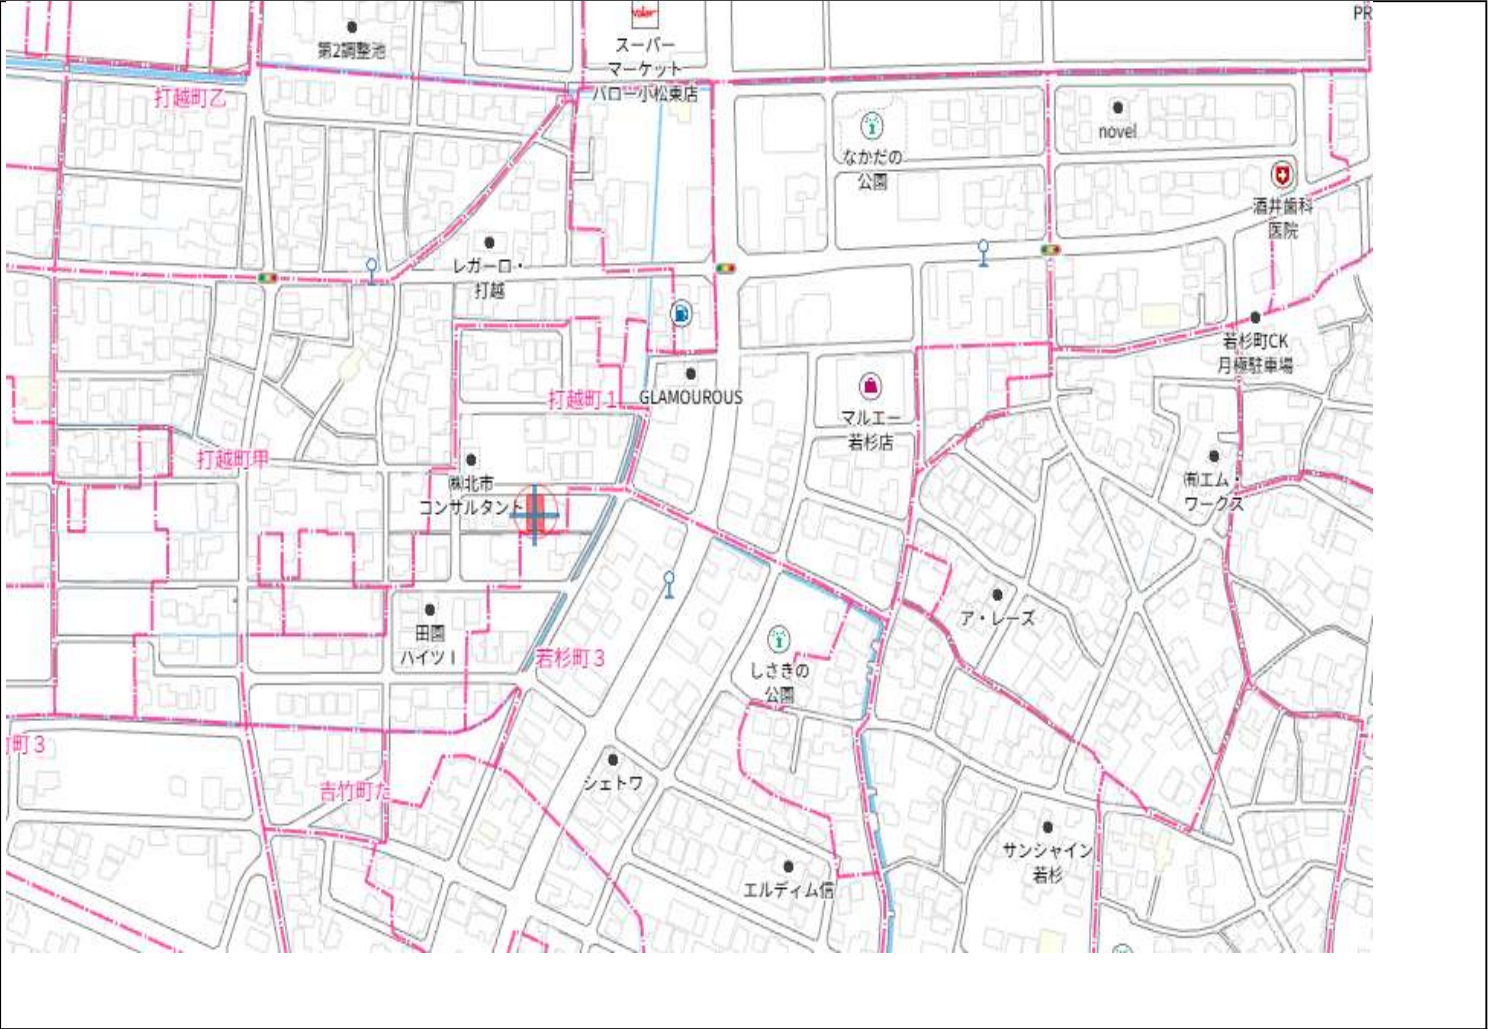 PR
Valor
第2調整池
スーパー
マーケット
バロー小松東店
打越町乙
novel
なかだの
公園
酒井歯科
医院
レガーロ・
打越
若杉町CK
月極駐車場
打越町1
GLAMOUROUS
マルエー
若杉店
打越町甲
㈱北市
コンサルタント
㈲エム・
ワークス
田園
ハイツⅠ
ア・レーズ
若杉町3
しさきの
公園
町3
吉竹町た
シェトワ
サンシャイン
若杉
エルディム信